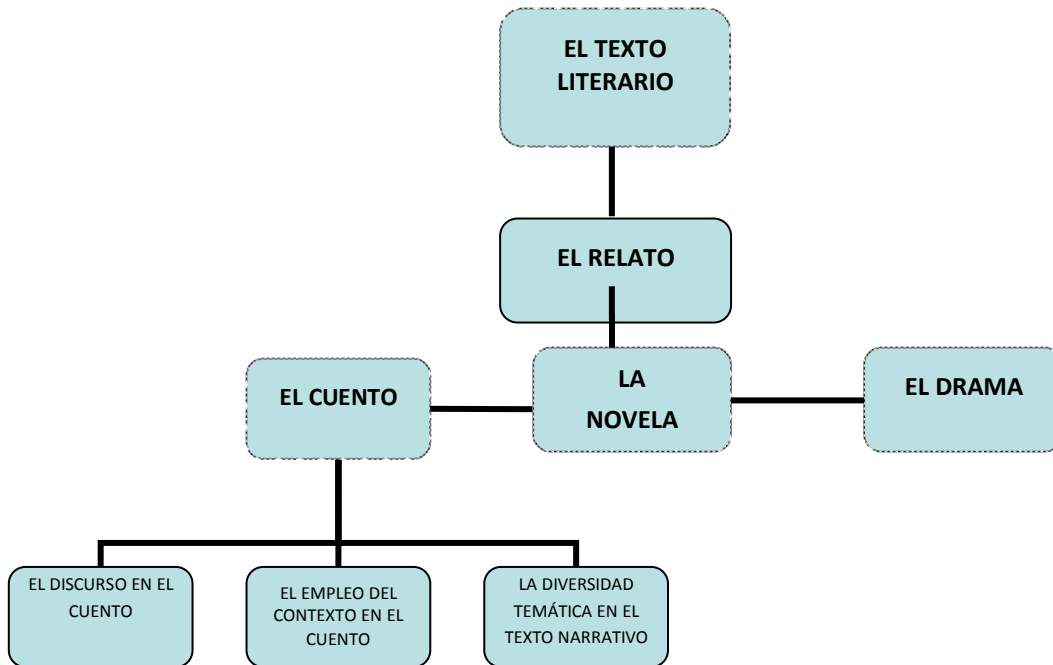 EL TEXTO
LITERARIO
EL RELATO
EL CUENTO
LA
NOVELA
EL DRAMA
EL DISCURSO EN EL
CUENTO
EL EMPLEO DEL
CONTEXTO EN EL
CUENTO
LA DIVERSIDAD
TEMÁTICA EN EL
TEXTO NARRATIVO